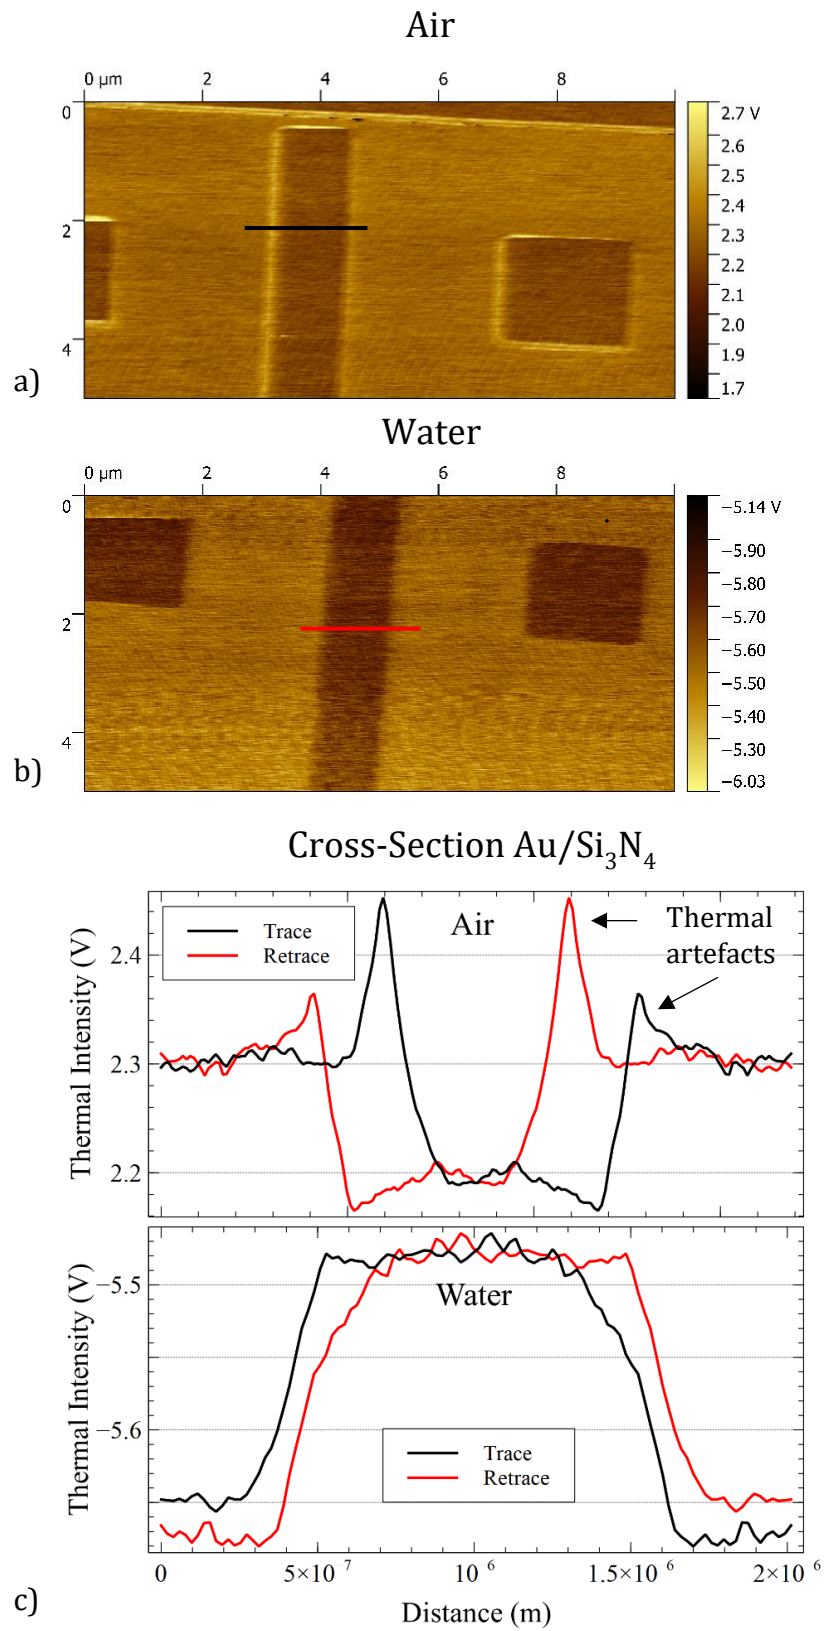 Air
0 µm 2 4 6 8
0
2
4
2.7 V
2.6
2.5
2.4
2.3
2.2
2.1
2.0
1.9
1.7
a)
Water
0 µm 2 4 6 8
0
2
4
−5.14 V
−5.90
−5.80
−5.70
−5.60
−5.50
−5.40
−5.30
−6.03
b)
Cross-Section Au/Si₃N₄
Thermal Intensity (V)
2.4
2.3
2.2
Trace
Retrace
Air
Thermal
artefacts
Thermal Intensity (V)
−5.5
−5.6
Water
Trace
Retrace
0 5×10⁻⁷ 10⁻⁶ 1.5×10⁻⁶ 2×10⁻⁶
Distance (m)
c)